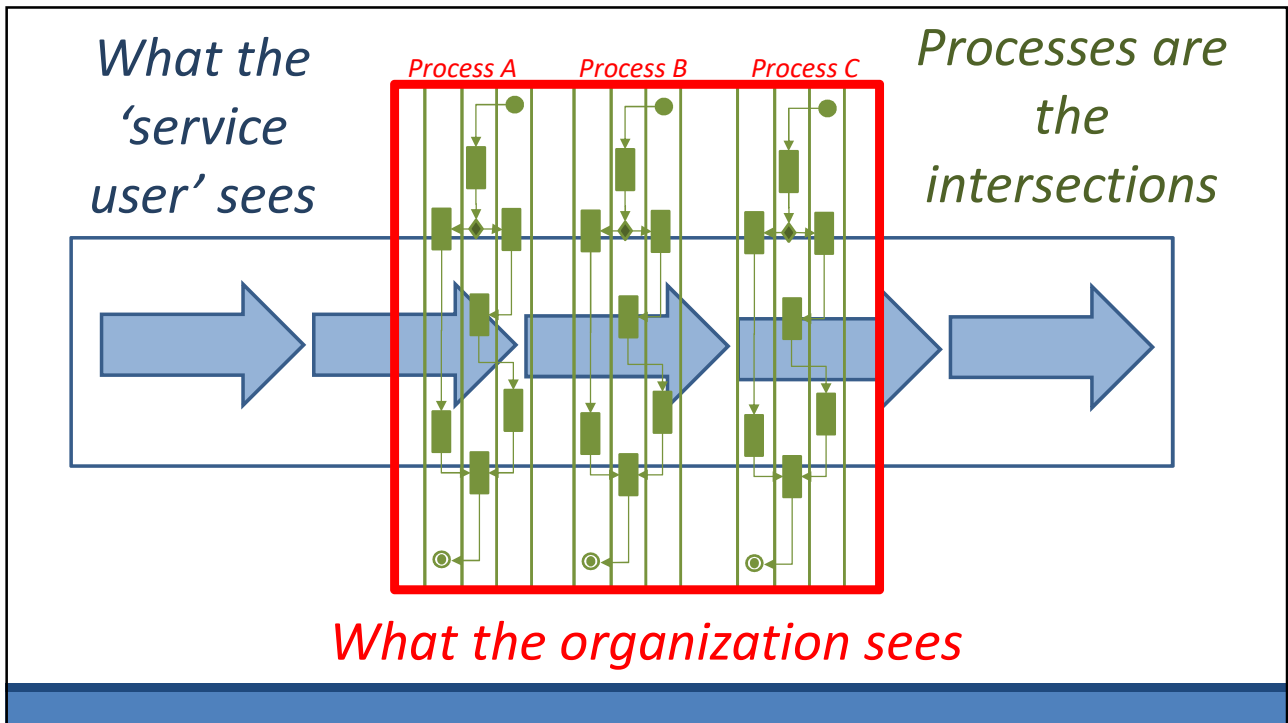 What the
‘service
user’ sees
Process A
Process B
Process C
Processes are
the
intersections
What the organization sees